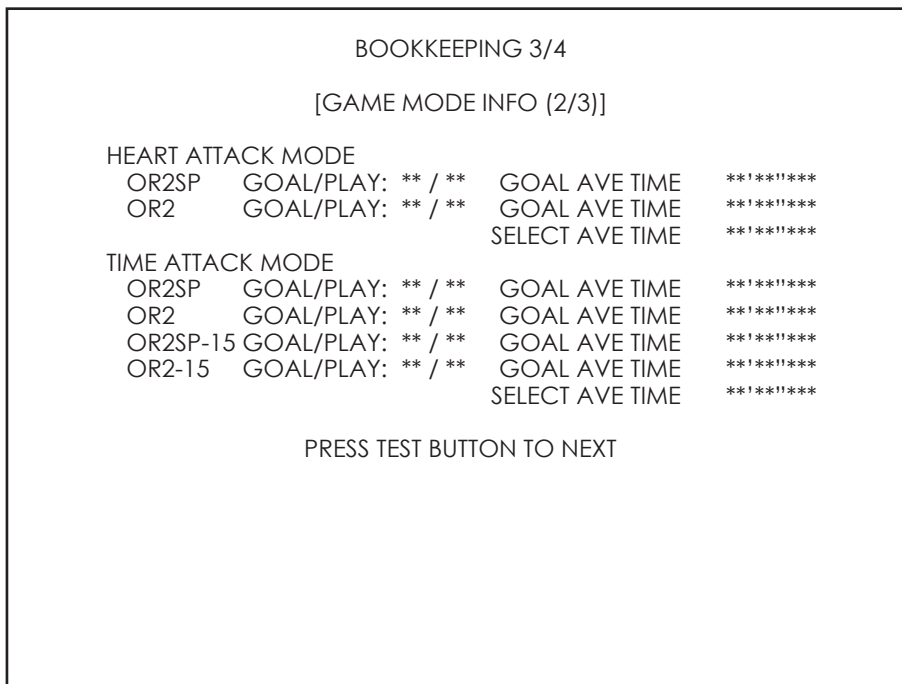 BOOKKEEPING 3/4
[GAME MODE INFO (2/3)]
HEART ATTACK MODE
OR2SP GOAL/PLAY: ** / ** GOAL AVE TIME **'**"***
OR2 GOAL/PLAY: ** / ** GOAL AVE TIME **'**"***
SELECT AVE TIME **'**"***
TIME ATTACK MODE
OR2SP GOAL/PLAY: ** / ** GOAL AVE TIME **'**"***
OR2 GOAL/PLAY: ** / ** GOAL AVE TIME **'**"***
OR2SP-15 GOAL/PLAY: ** / ** GOAL AVE TIME **'**"***
OR2-15 GOAL/PLAY: ** / ** GOAL AVE TIME **'**"***
SELECT AVE TIME **'**"***
PRESS TEST BUTTON TO NEXT